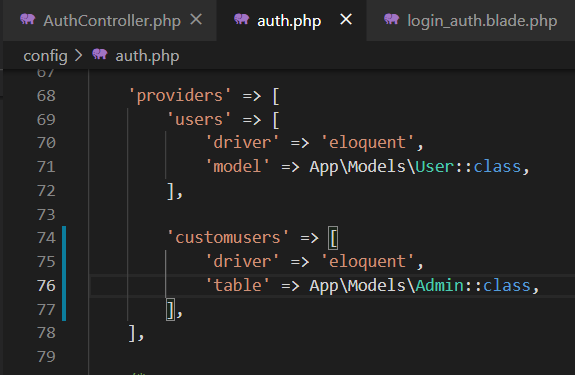 AuthController.php ✕ auth.php ✕ login_auth.blade.php
config > auth.php
67
68 'providers' => [
69 'users' => [
70 'driver' => 'eloquent',
71 'model' => App\Models\User::class,
72 ],
73
74 'customusers' => [
75 'driver' => 'eloquent',
76 'table' => App\Models\Admin::class,
77 ],
78 ],
79